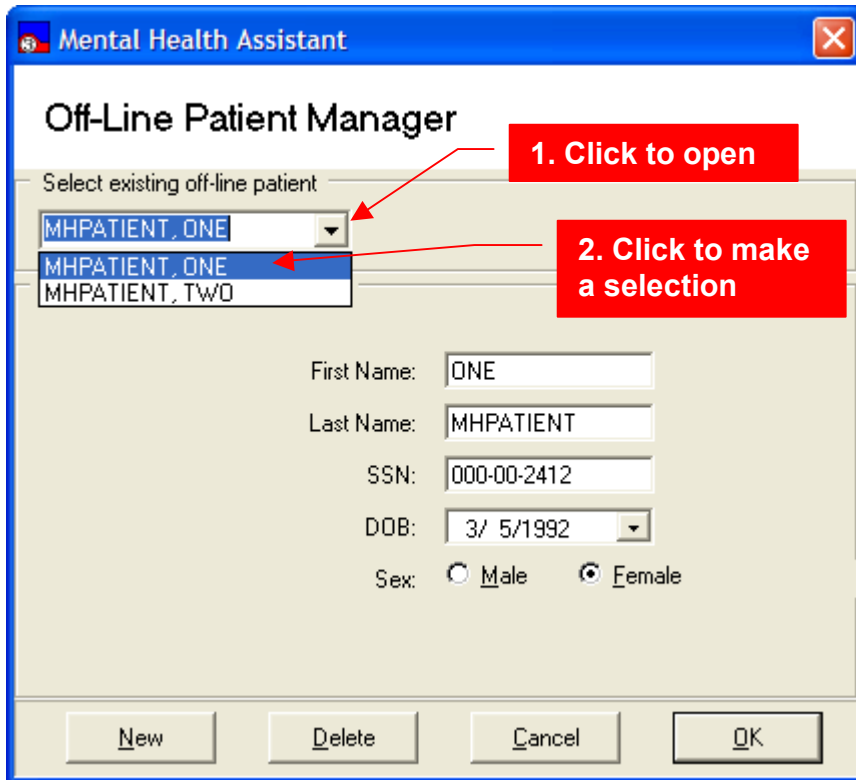 Mental Health Assistant
Off-Line Patient Manager
1. Click to open
Select existing off-line patient
MHPATIENT, ONE
MHPATIENT, ONE
MHPATIENT, TWO
2. Click to make
a selection
First Name: ONE
Last Name: MHPATIENT
SSN: 000-00-2412
DOB: 3/ 5/1992
Sex: Male Female
New Delete Cancel OK